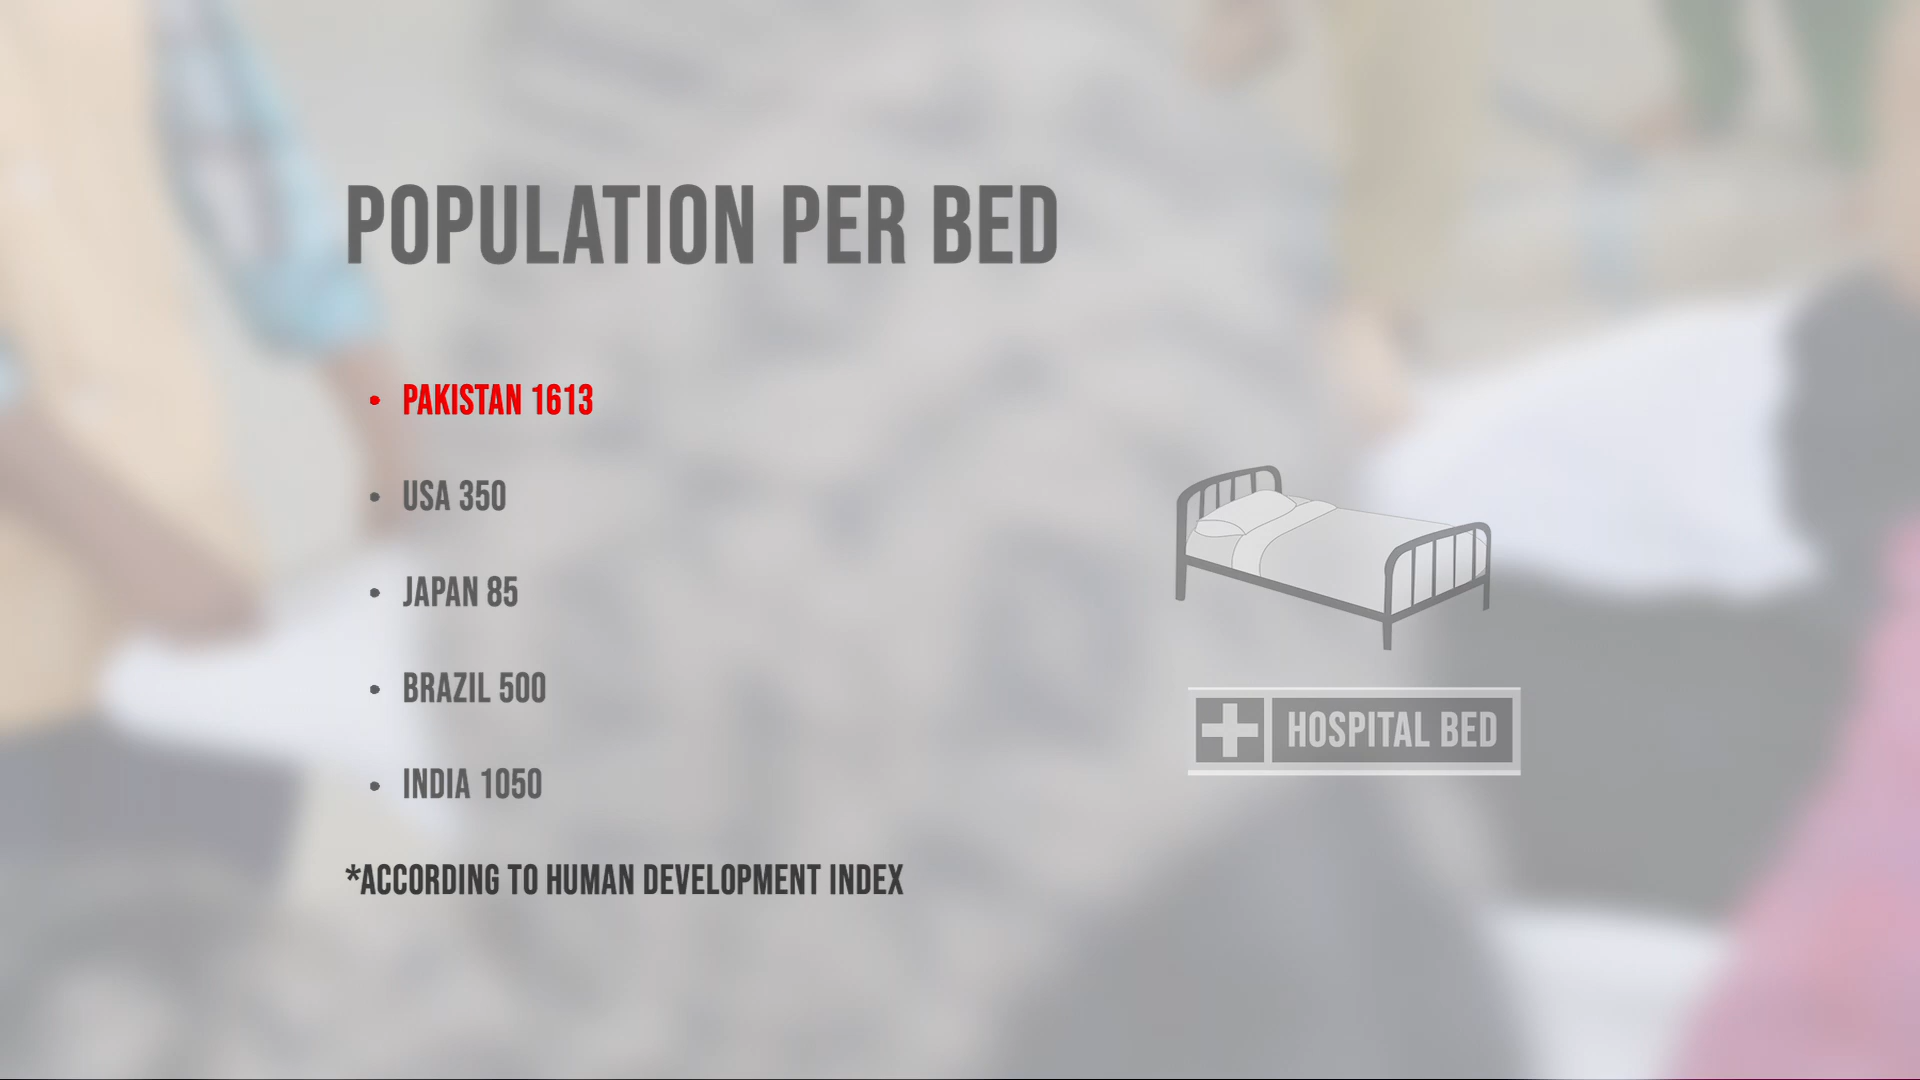 POPULATION PER BED
• PAKISTAN 1613
• USA 350
• JAPAN 85
• BRAZIL 500
• INDIA 1050
HOSPITAL BED
*ACCORDING TO HUMAN DEVELOPMENT INDEX